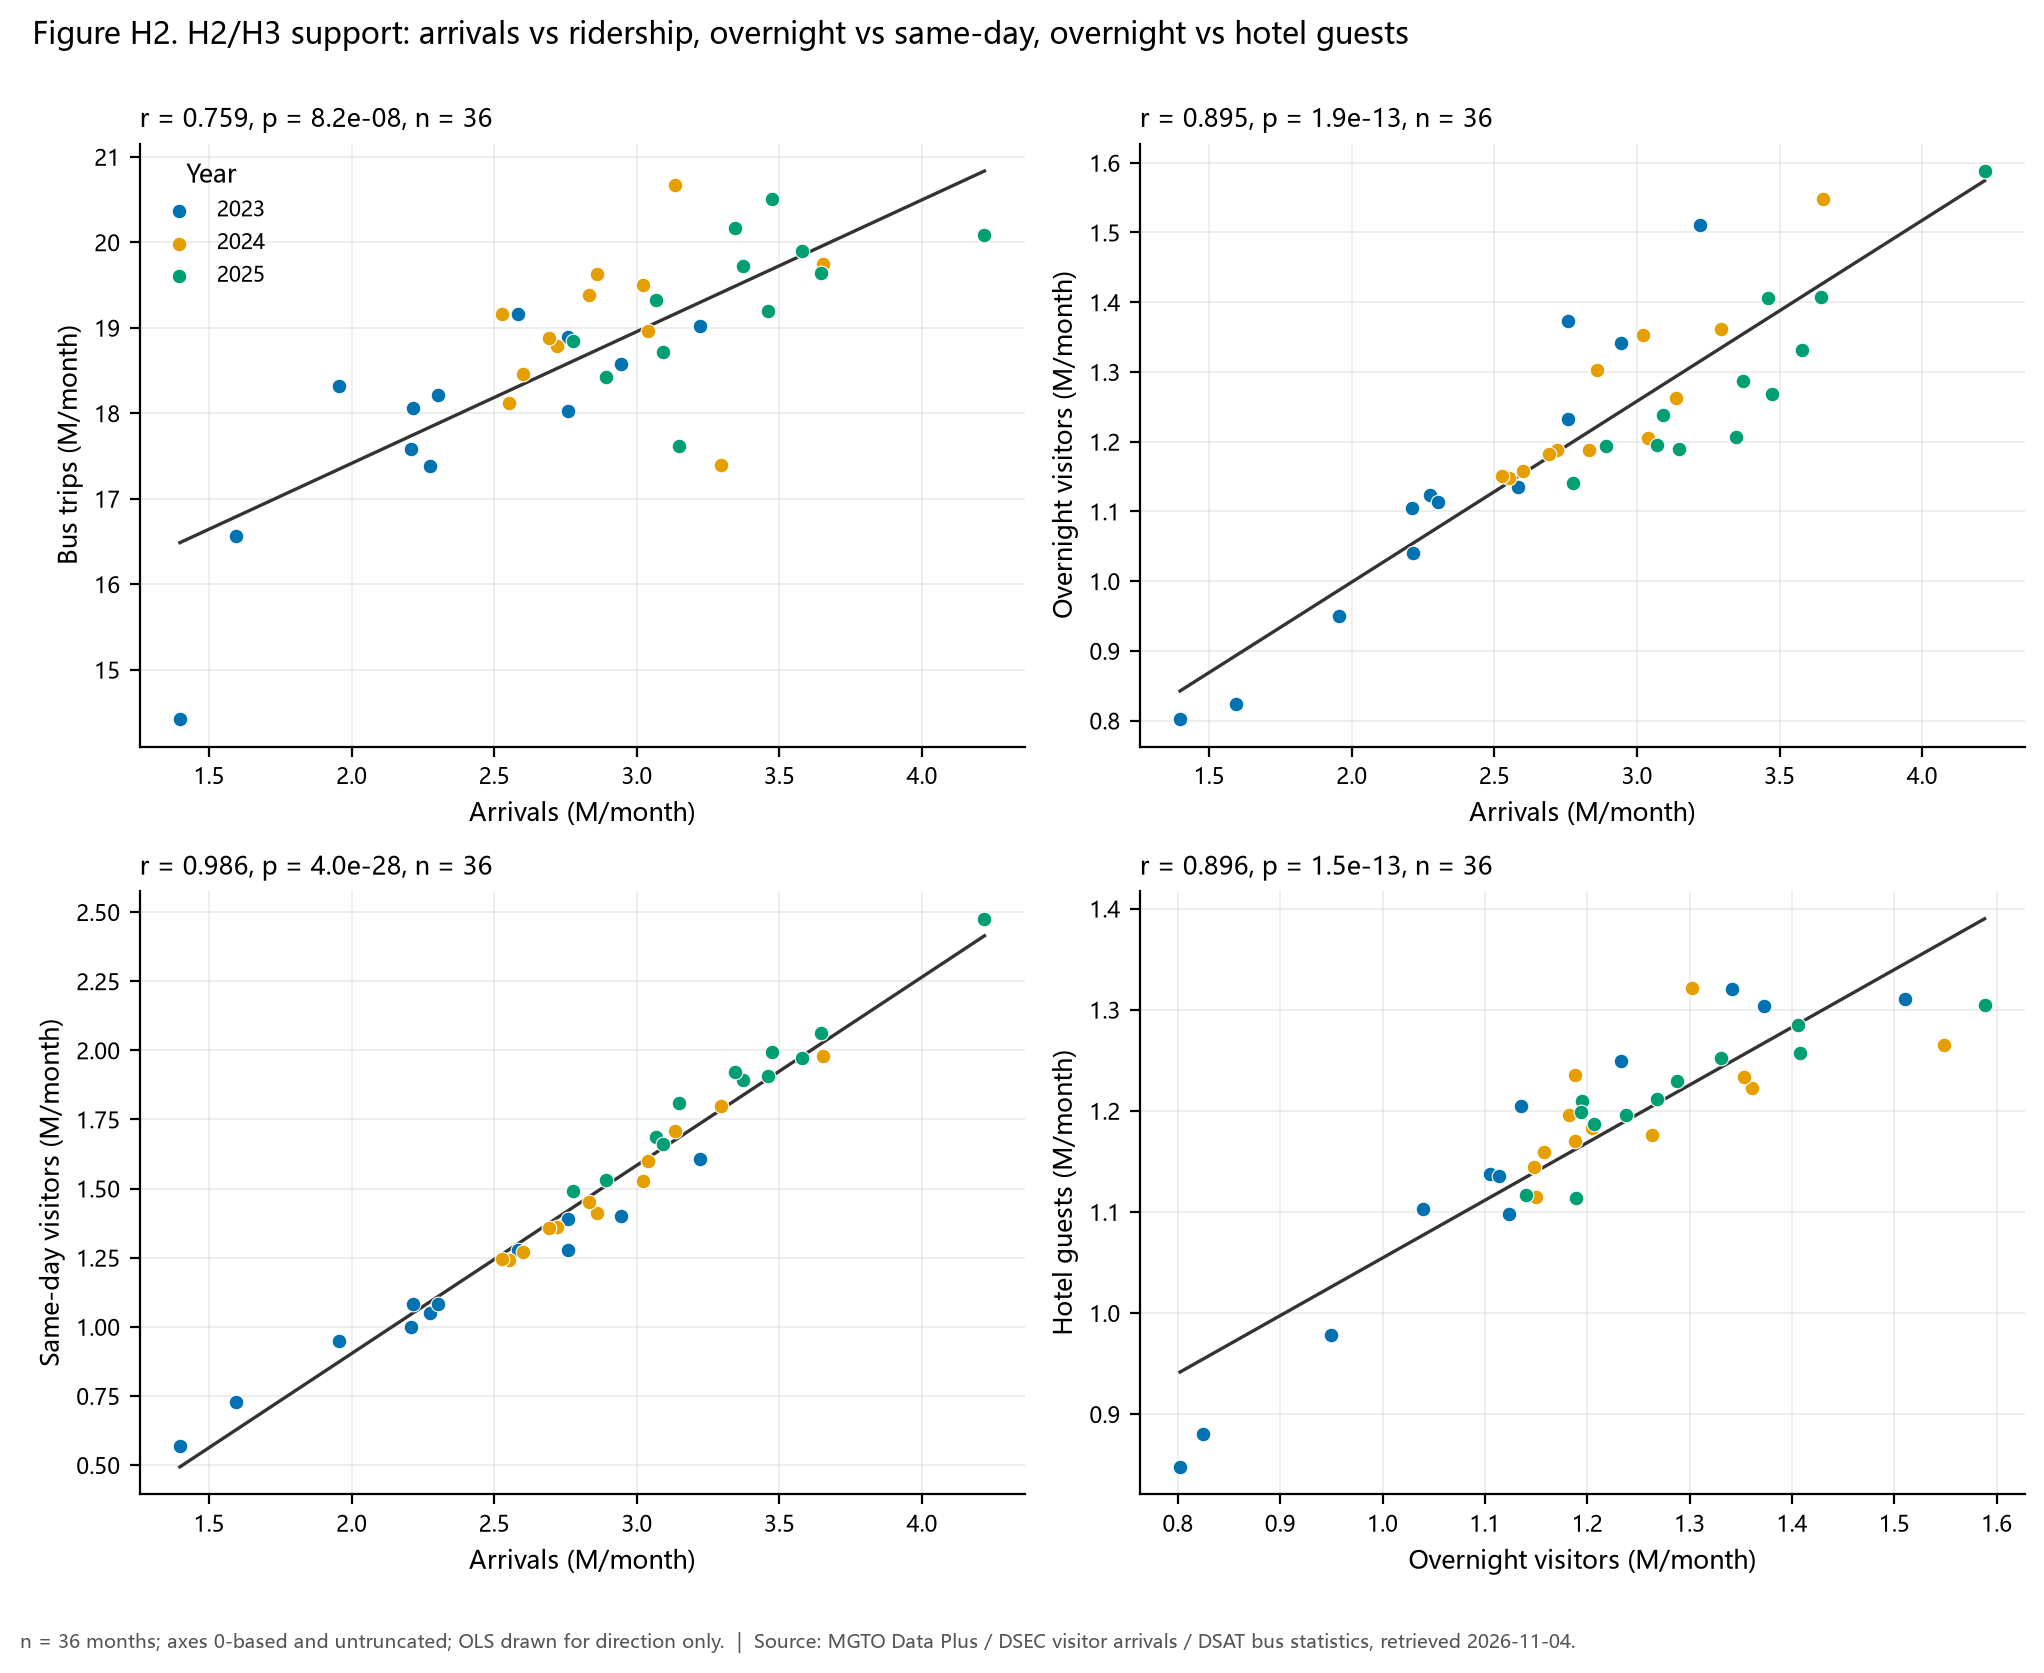 Figure H2. H2/H3 support: arrivals vs ridership, overnight vs same-day, overnight vs hotel guests
r = 0.759, p = 8.2e-08, n = 36
21
20
19
18
17
16
15
Bus trips (M/month)
Year
2023
2024
2025
1.5 2.0 2.5 3.0 3.5 4.0
Arrivals (M/month)
r = 0.895, p = 1.9e-13, n = 36
1.6
1.5
1.4
1.3
1.2
1.1
1.0
0.9
0.8
Overnight visitors (M/month)
1.5 2.0 2.5 3.0 3.5 4.0
Arrivals (M/month)
r = 0.986, p = 4.0e-28, n = 36
2.50
2.25
2.00
1.75
1.50
1.25
1.00
0.75
0.50
Same-day visitors (M/month)
1.5 2.0 2.5 3.0 3.5 4.0
Arrivals (M/month)
r = 0.896, p = 1.5e-13, n = 36
1.4
1.3
1.2
1.1
1.0
0.9
Hotel guests (M/month)
0.8 0.9 1.0 1.1 1.2 1.3 1.4 1.5 1.6
Overnight visitors (M/month)
n = 36 months; axes 0-based and untruncated; OLS drawn for direction only. | Source: MGTO Data Plus / DSEC visitor arrivals / DSAT bus statistics, retrieved 2026-11-04.